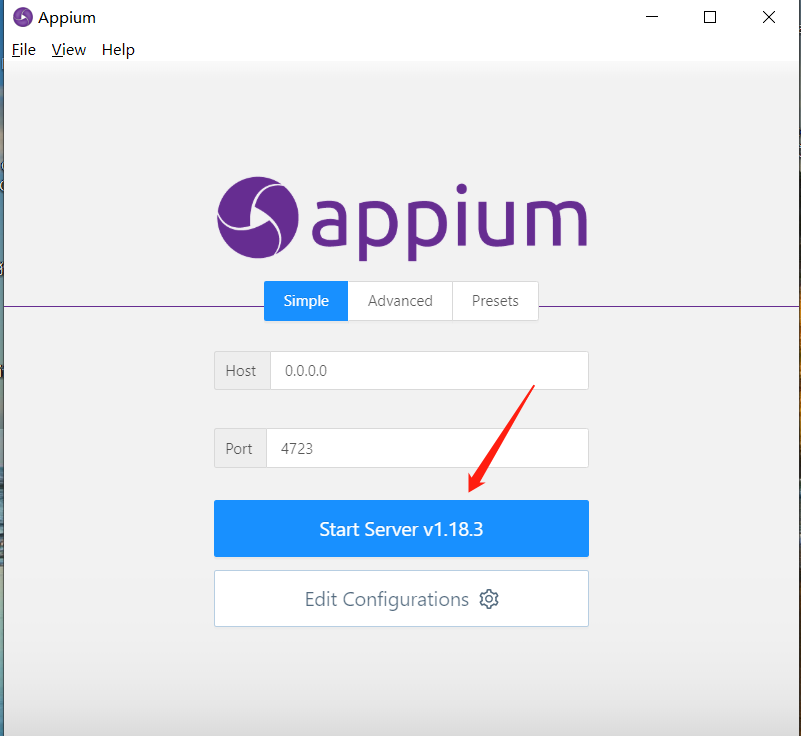 Appium
File View Help
appium
Simple Advanced Presets
Host 0.0.0.0
Port 4723
Start Server v1.18.3
Edit Configurations